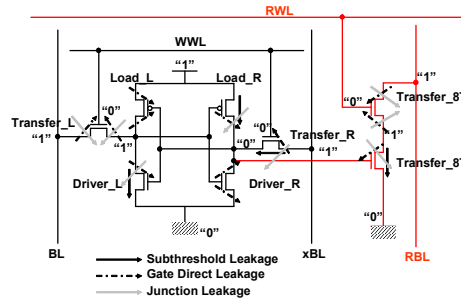 RWL
WWL
“1”
Load_L
Load_R
“1”
“0”
“0”
“0”
Transfer_8T
Transfer_L
“0”
Transfer_R
“1”
“1”
“1”
“0”
“1”
Transfer_8T
Driver_L
Driver_R
“0”
“0”
BL
xBL
RBL
Subthreshold Leakage
Gate Direct Leakage
Junction Leakage